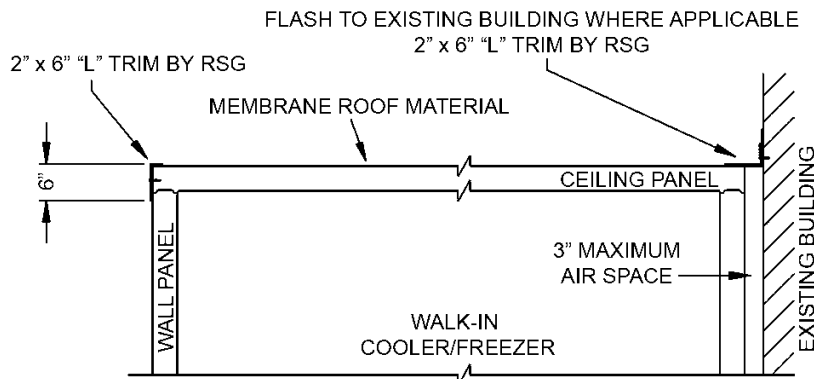 FLASH TO EXISTING BUILDING WHERE APPLICABLE
2” x 6” “L” TRIM BY RSG
2” x 6” “L” TRIM BY RSG
MEMBRANE ROOF MATERIAL
6”
CEILING PANEL
WALL PANEL
3” MAXIMUM
AIR SPACE
EXISTING BUILDING
WALK-IN
COOLER/FREEZER